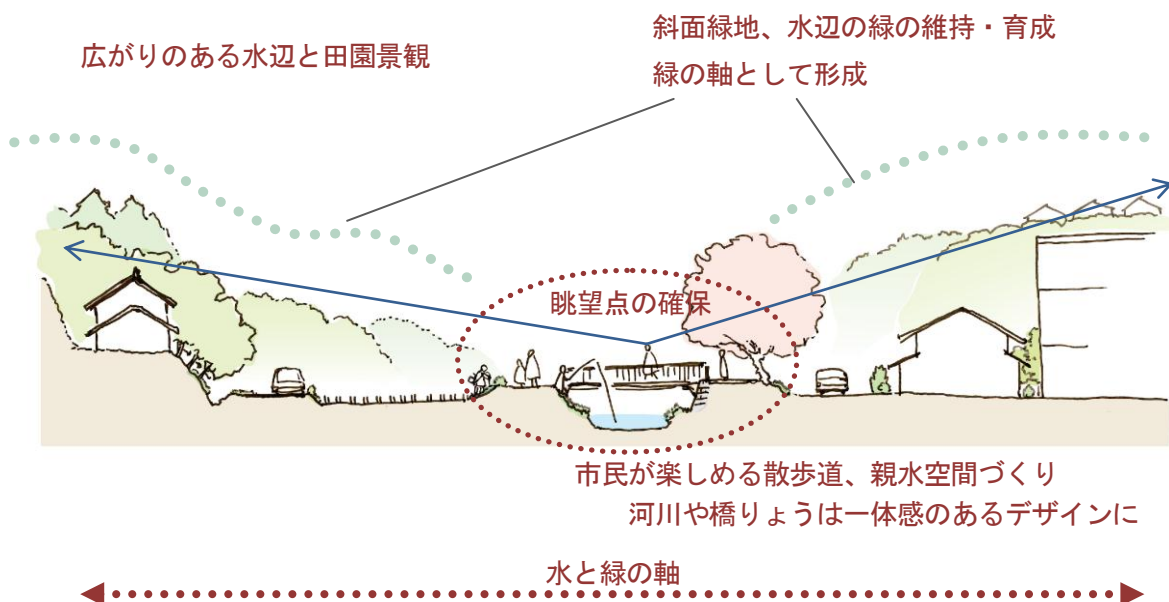 広がりのある水辺と田園景観
斜面緑地、水辺の緑の維持・育成
緑の軸として形成
眺望点の確保
市民が楽しめる散歩道、親水空間づくり
河川や橋りょうは一体感のあるデザインに
水と緑の軸